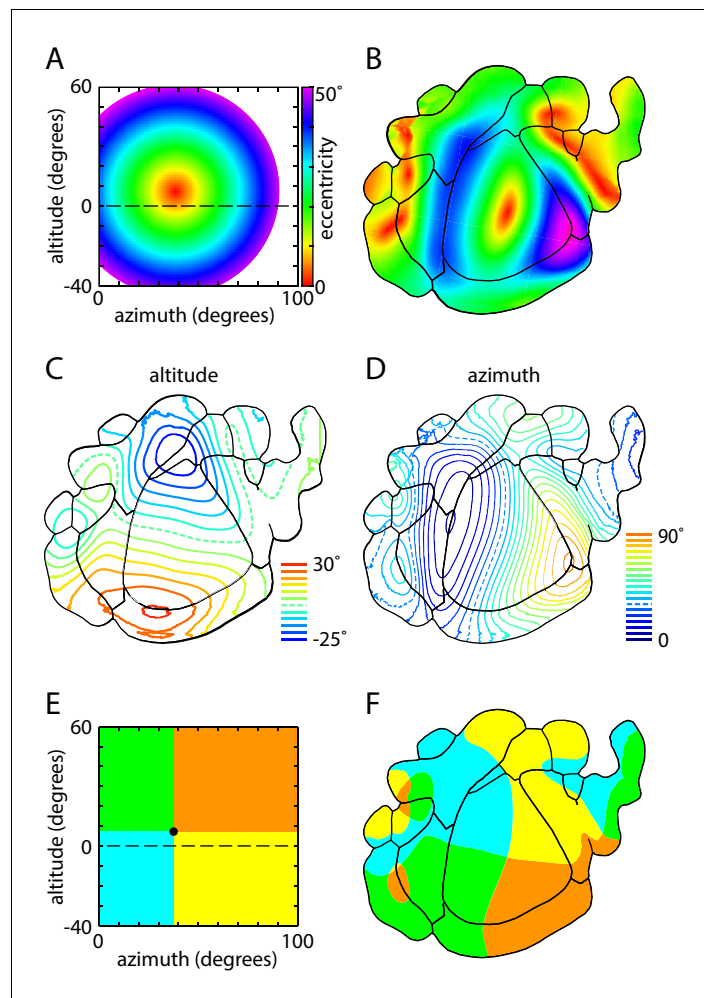 A
B
60
0
-40
altitude (degrees)
0
100
azimuth (degrees)
50°
eccentricity
0
C
altitude
D
azimuth
30°
-25°
90°
0
E
F
60
0
-40
altitude (degrees)
0
100
azimuth (degrees)